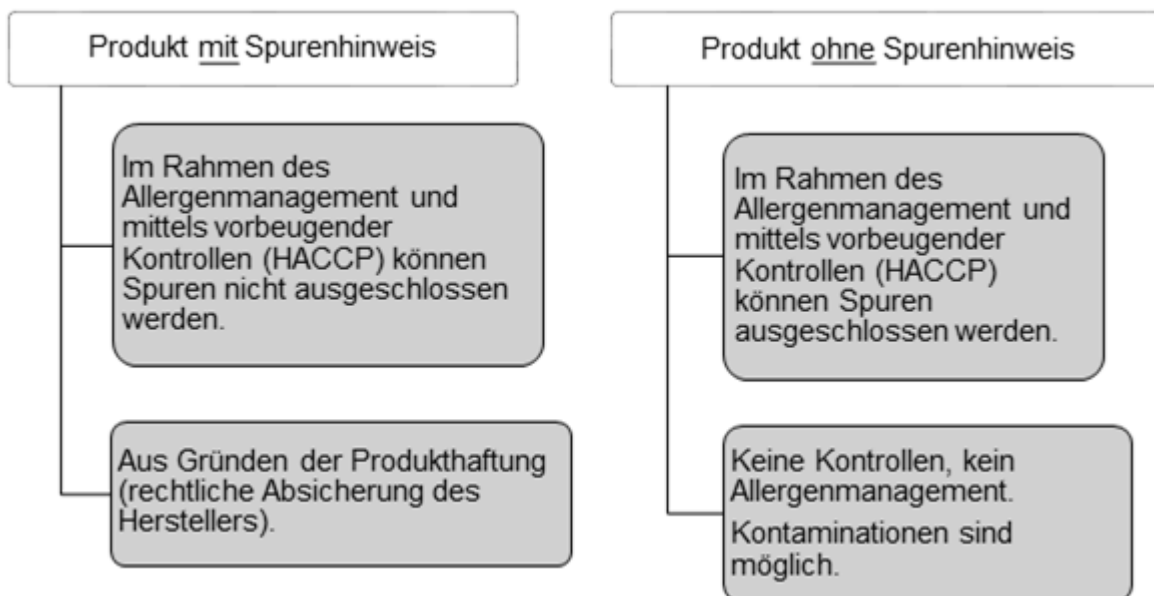 Produkt mit Spurenhinweis
Im Rahmen des
Allergenmanagement und
mittels vorbeugender
Kontrollen (HACCP) können
Spuren nicht ausgeschlossen
werden.
Aus Gründen der Produkthaftung
(rechtliche Absicherung des
Herstellers).
Produkt ohne Spurenhinweis
Im Rahmen des
Allergenmanagement und
mittels vorbeugender
Kontrollen (HACCP)
können Spuren
ausgeschlossen werden.
Keine Kontrollen, kein
Allergenmanagement.
Kontaminationen sind
möglich.